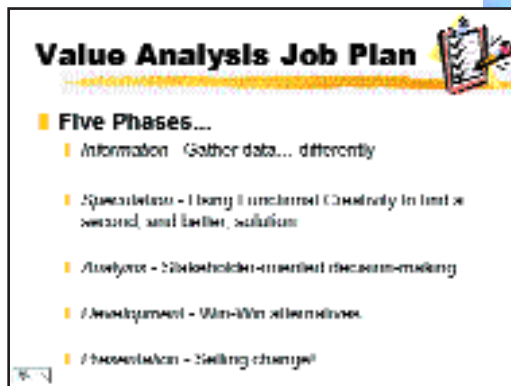 Value Analysis Job Plan
Five Phases...
Information - Gather data... differently
Speculation - Using Functional Creativity to find a
second, and better, solution
Analysis - Stakeholder-oriented decision-making
Development - Win-Win alternatives
Presentation - Selling change!